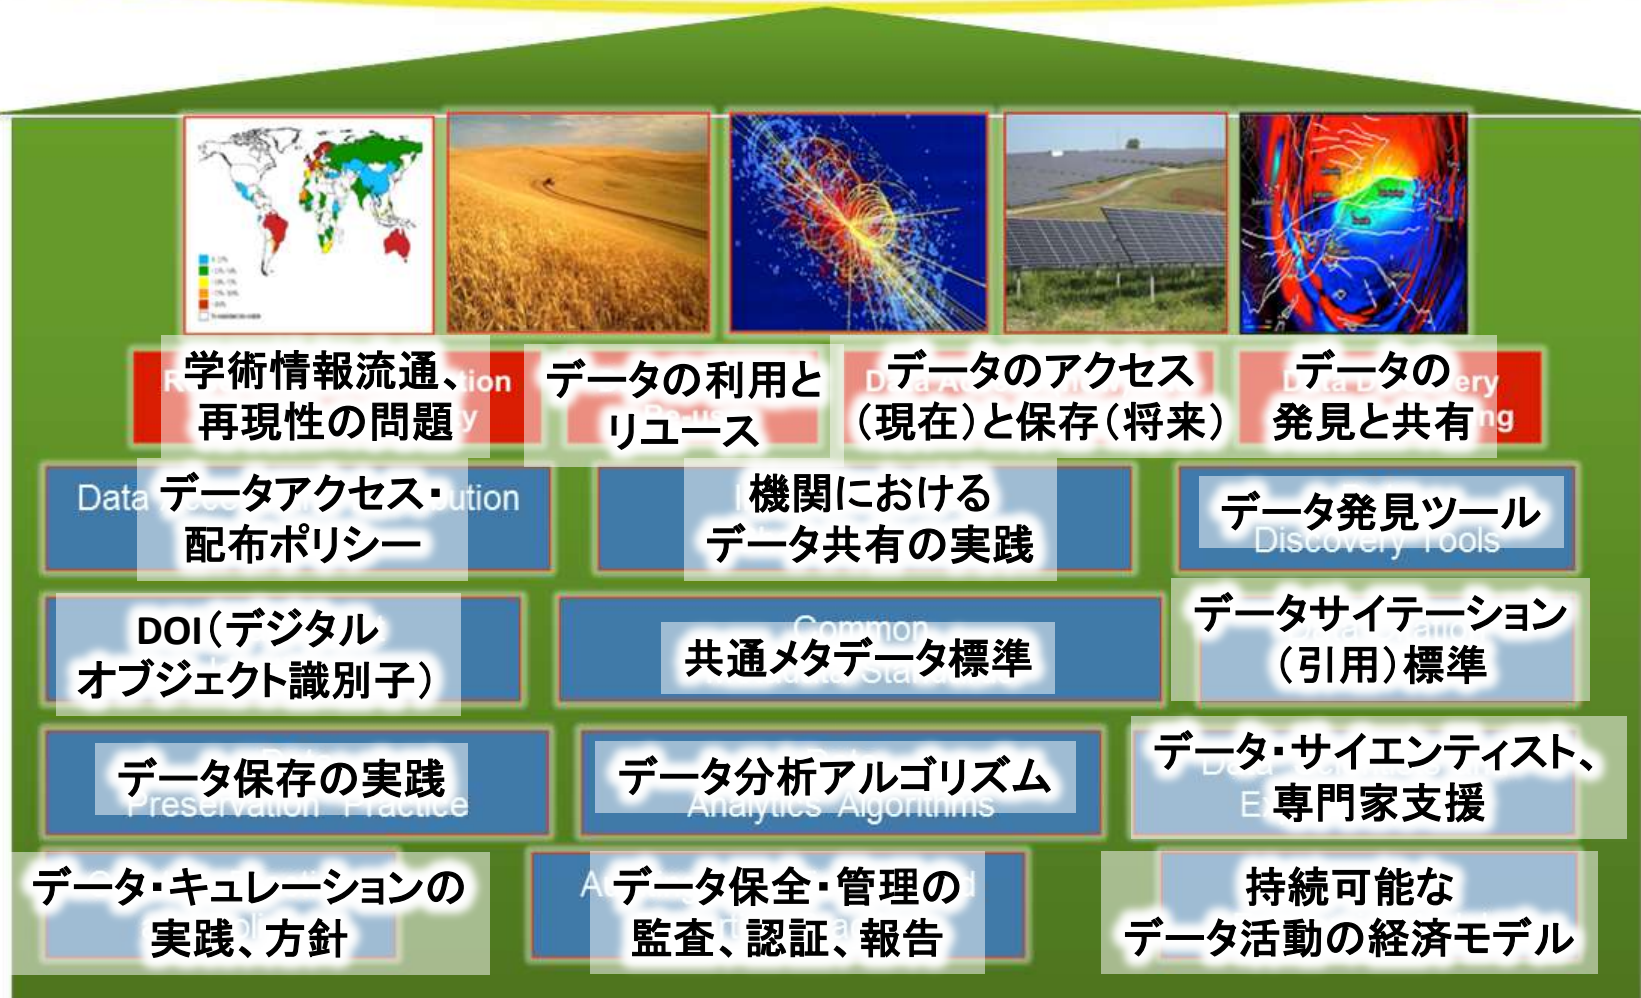 学術情報流通、
再現性の問題
データの利用と
リユース
データのアクセス
（現在）と保存（将来）
データの
発見と共有
データアクセス・
配布ポリシー
機関における
データ共有の実践
データ発見ツール
Discovery Tools
DOI（デジタル
オブジェクト識別子）
Common
共通メタデータ標準
データサイテーション
（引用）標準
データ保存の実践
Preservation Practice
データ分析アルゴリズム
Analytics Algorithms
データ・サイエンティスト、
専門家支援
データ・キュレーションの
実践、方針
データ保全・管理の
監査、認証、報告
持続可能な
データ活動の経済モデル